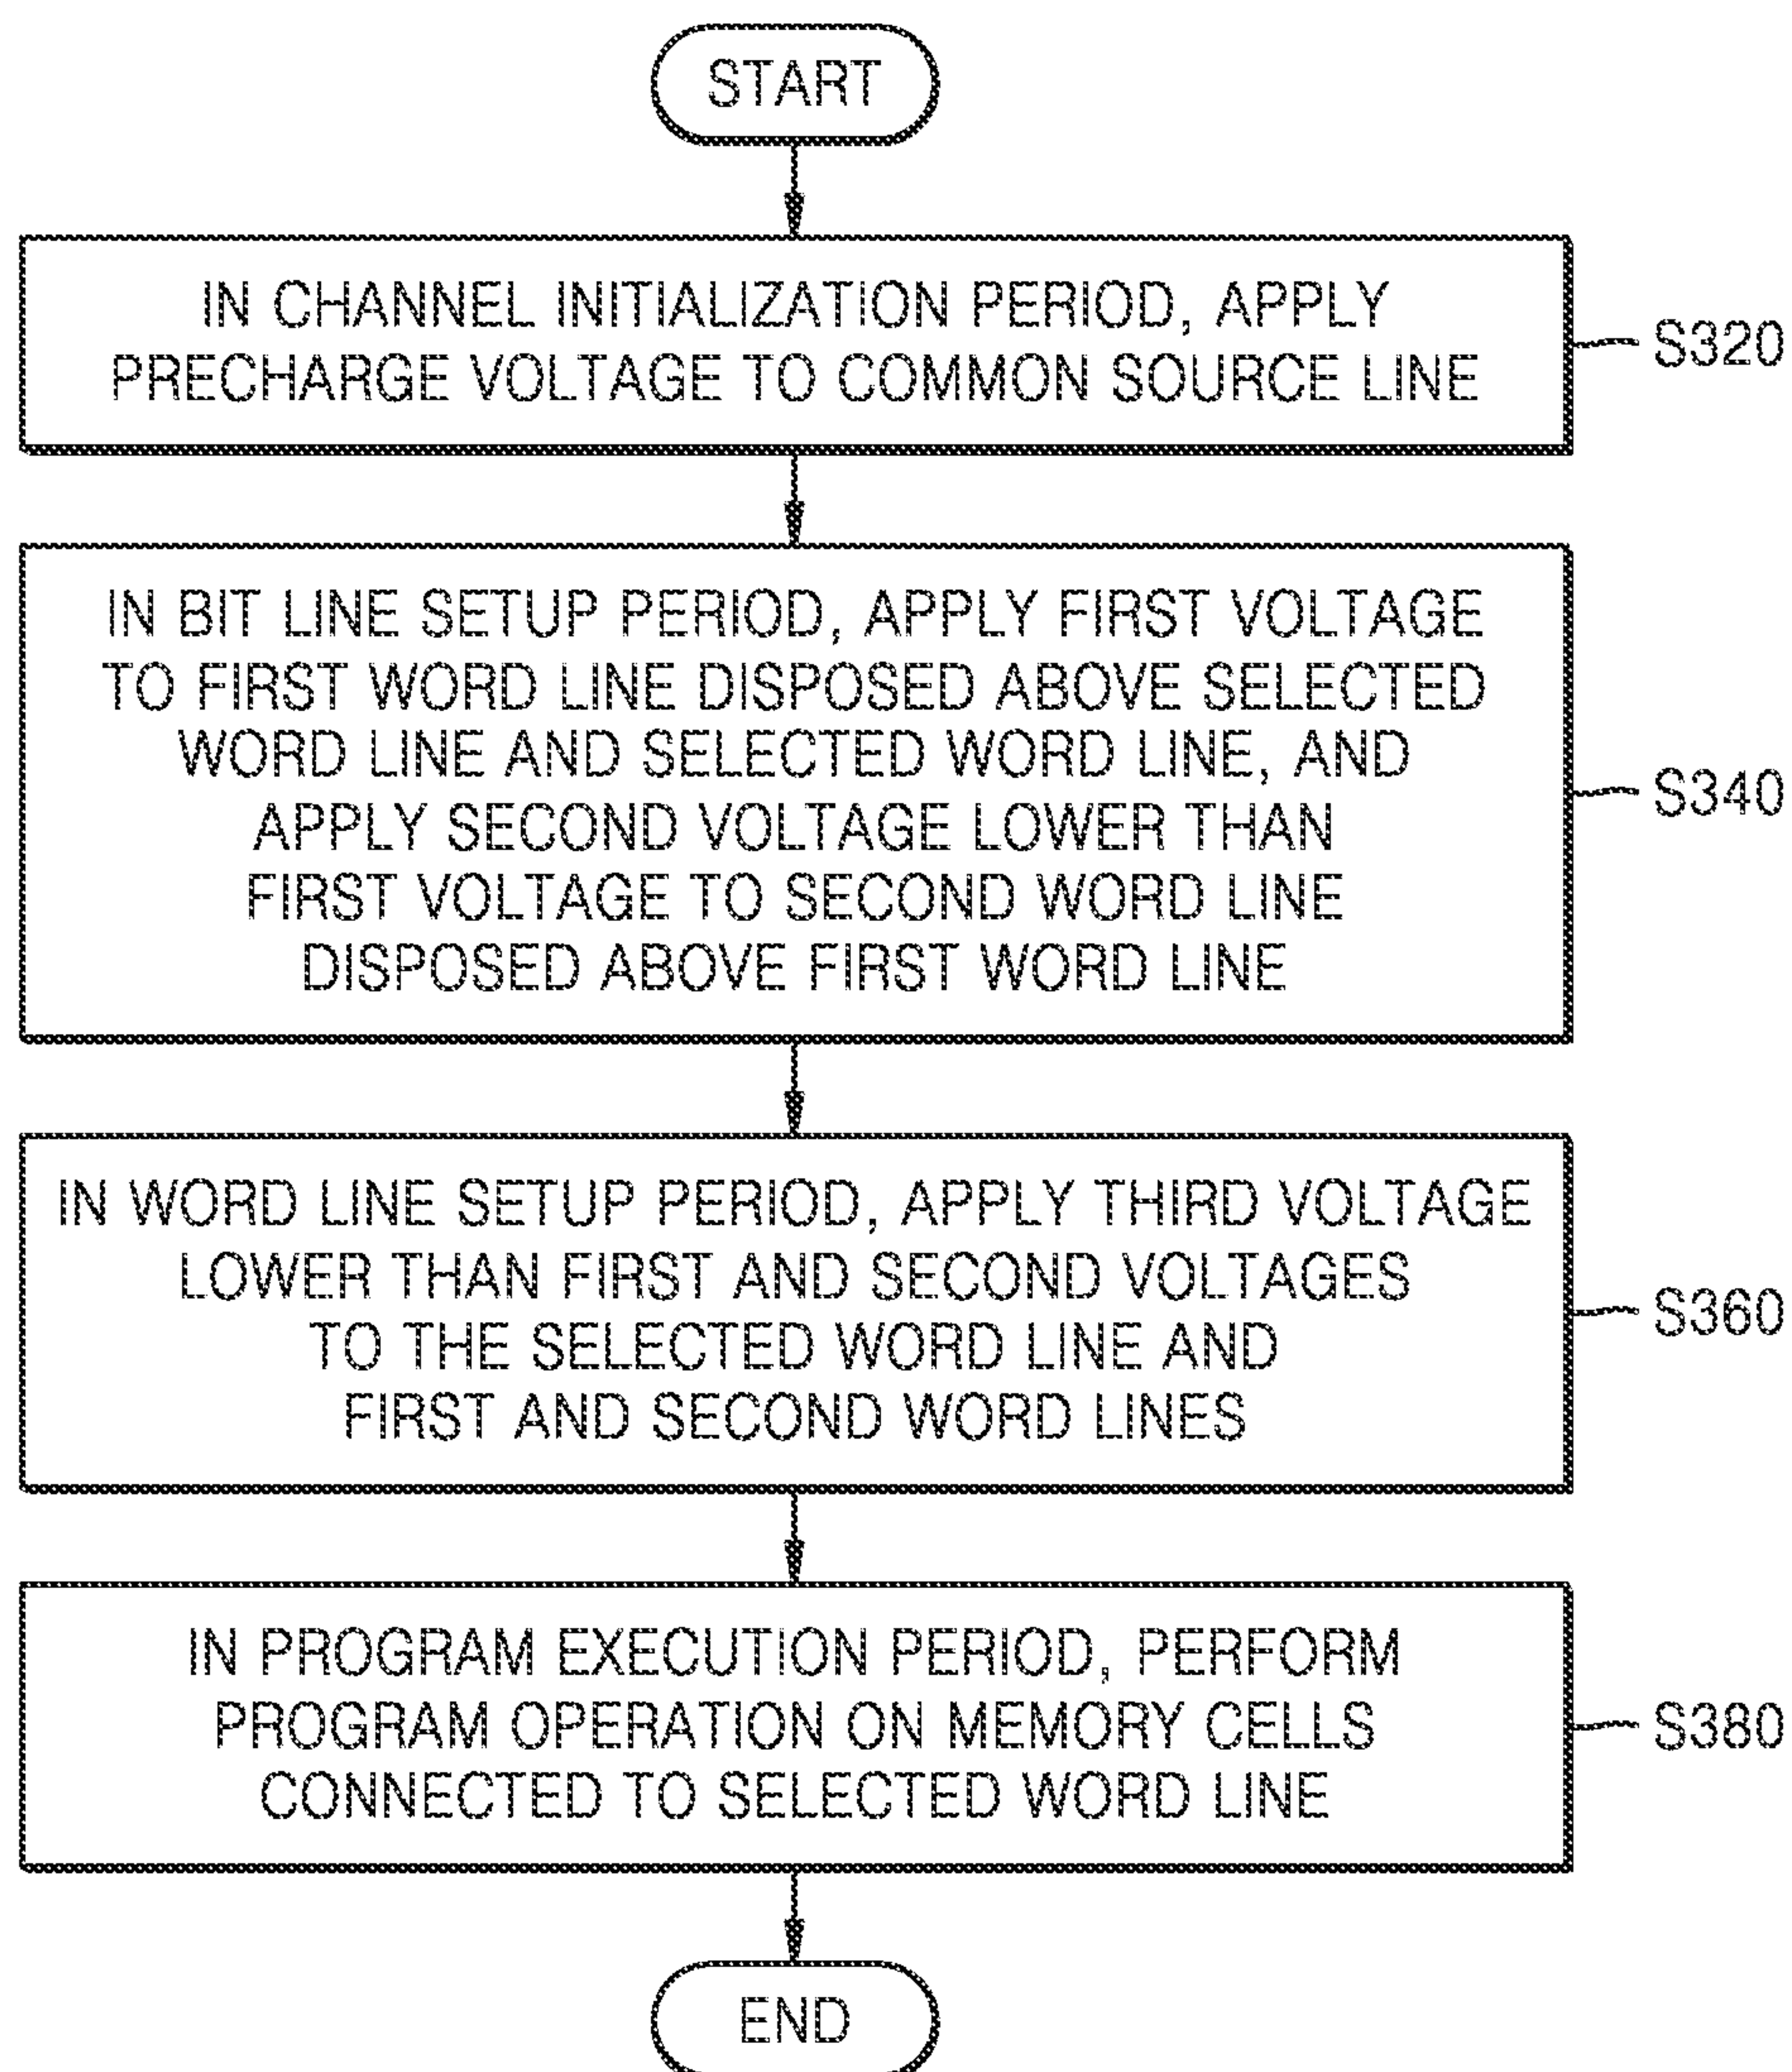 START
IN CHANNEL INITIALIZATION PERIOD, APPLY
PRECHARGE VOLTAGE TO COMMON SOURCE LINE
S320
IN BIT LINE SETUP PERIOD, APPLY FIRST VOLTAGE
TO FIRST WORD LINE DISPOSED ABOVE SELECTED
WORD LINE AND SELECTED WORD LINE, AND
APPLY SECOND VOLTAGE LOWER THAN
FIRST VOLTAGE TO SECOND WORD LINE
DISPOSED ABOVE FIRST WORD LINE
S340
IN WORD LINE SETUP PERIOD, APPLY THIRD VOLTAGE
LOWER THAN FIRST AND SECOND VOLTAGES
TO THE SELECTED WORD LINE AND
FIRST AND SECOND WORD LINES
S360
IN PROGRAM EXECUTION PERIOD, PERFORM
PROGRAM OPERATION ON MEMORY CELLS
CONNECTED TO SELECTED WORD LINE
S380
END